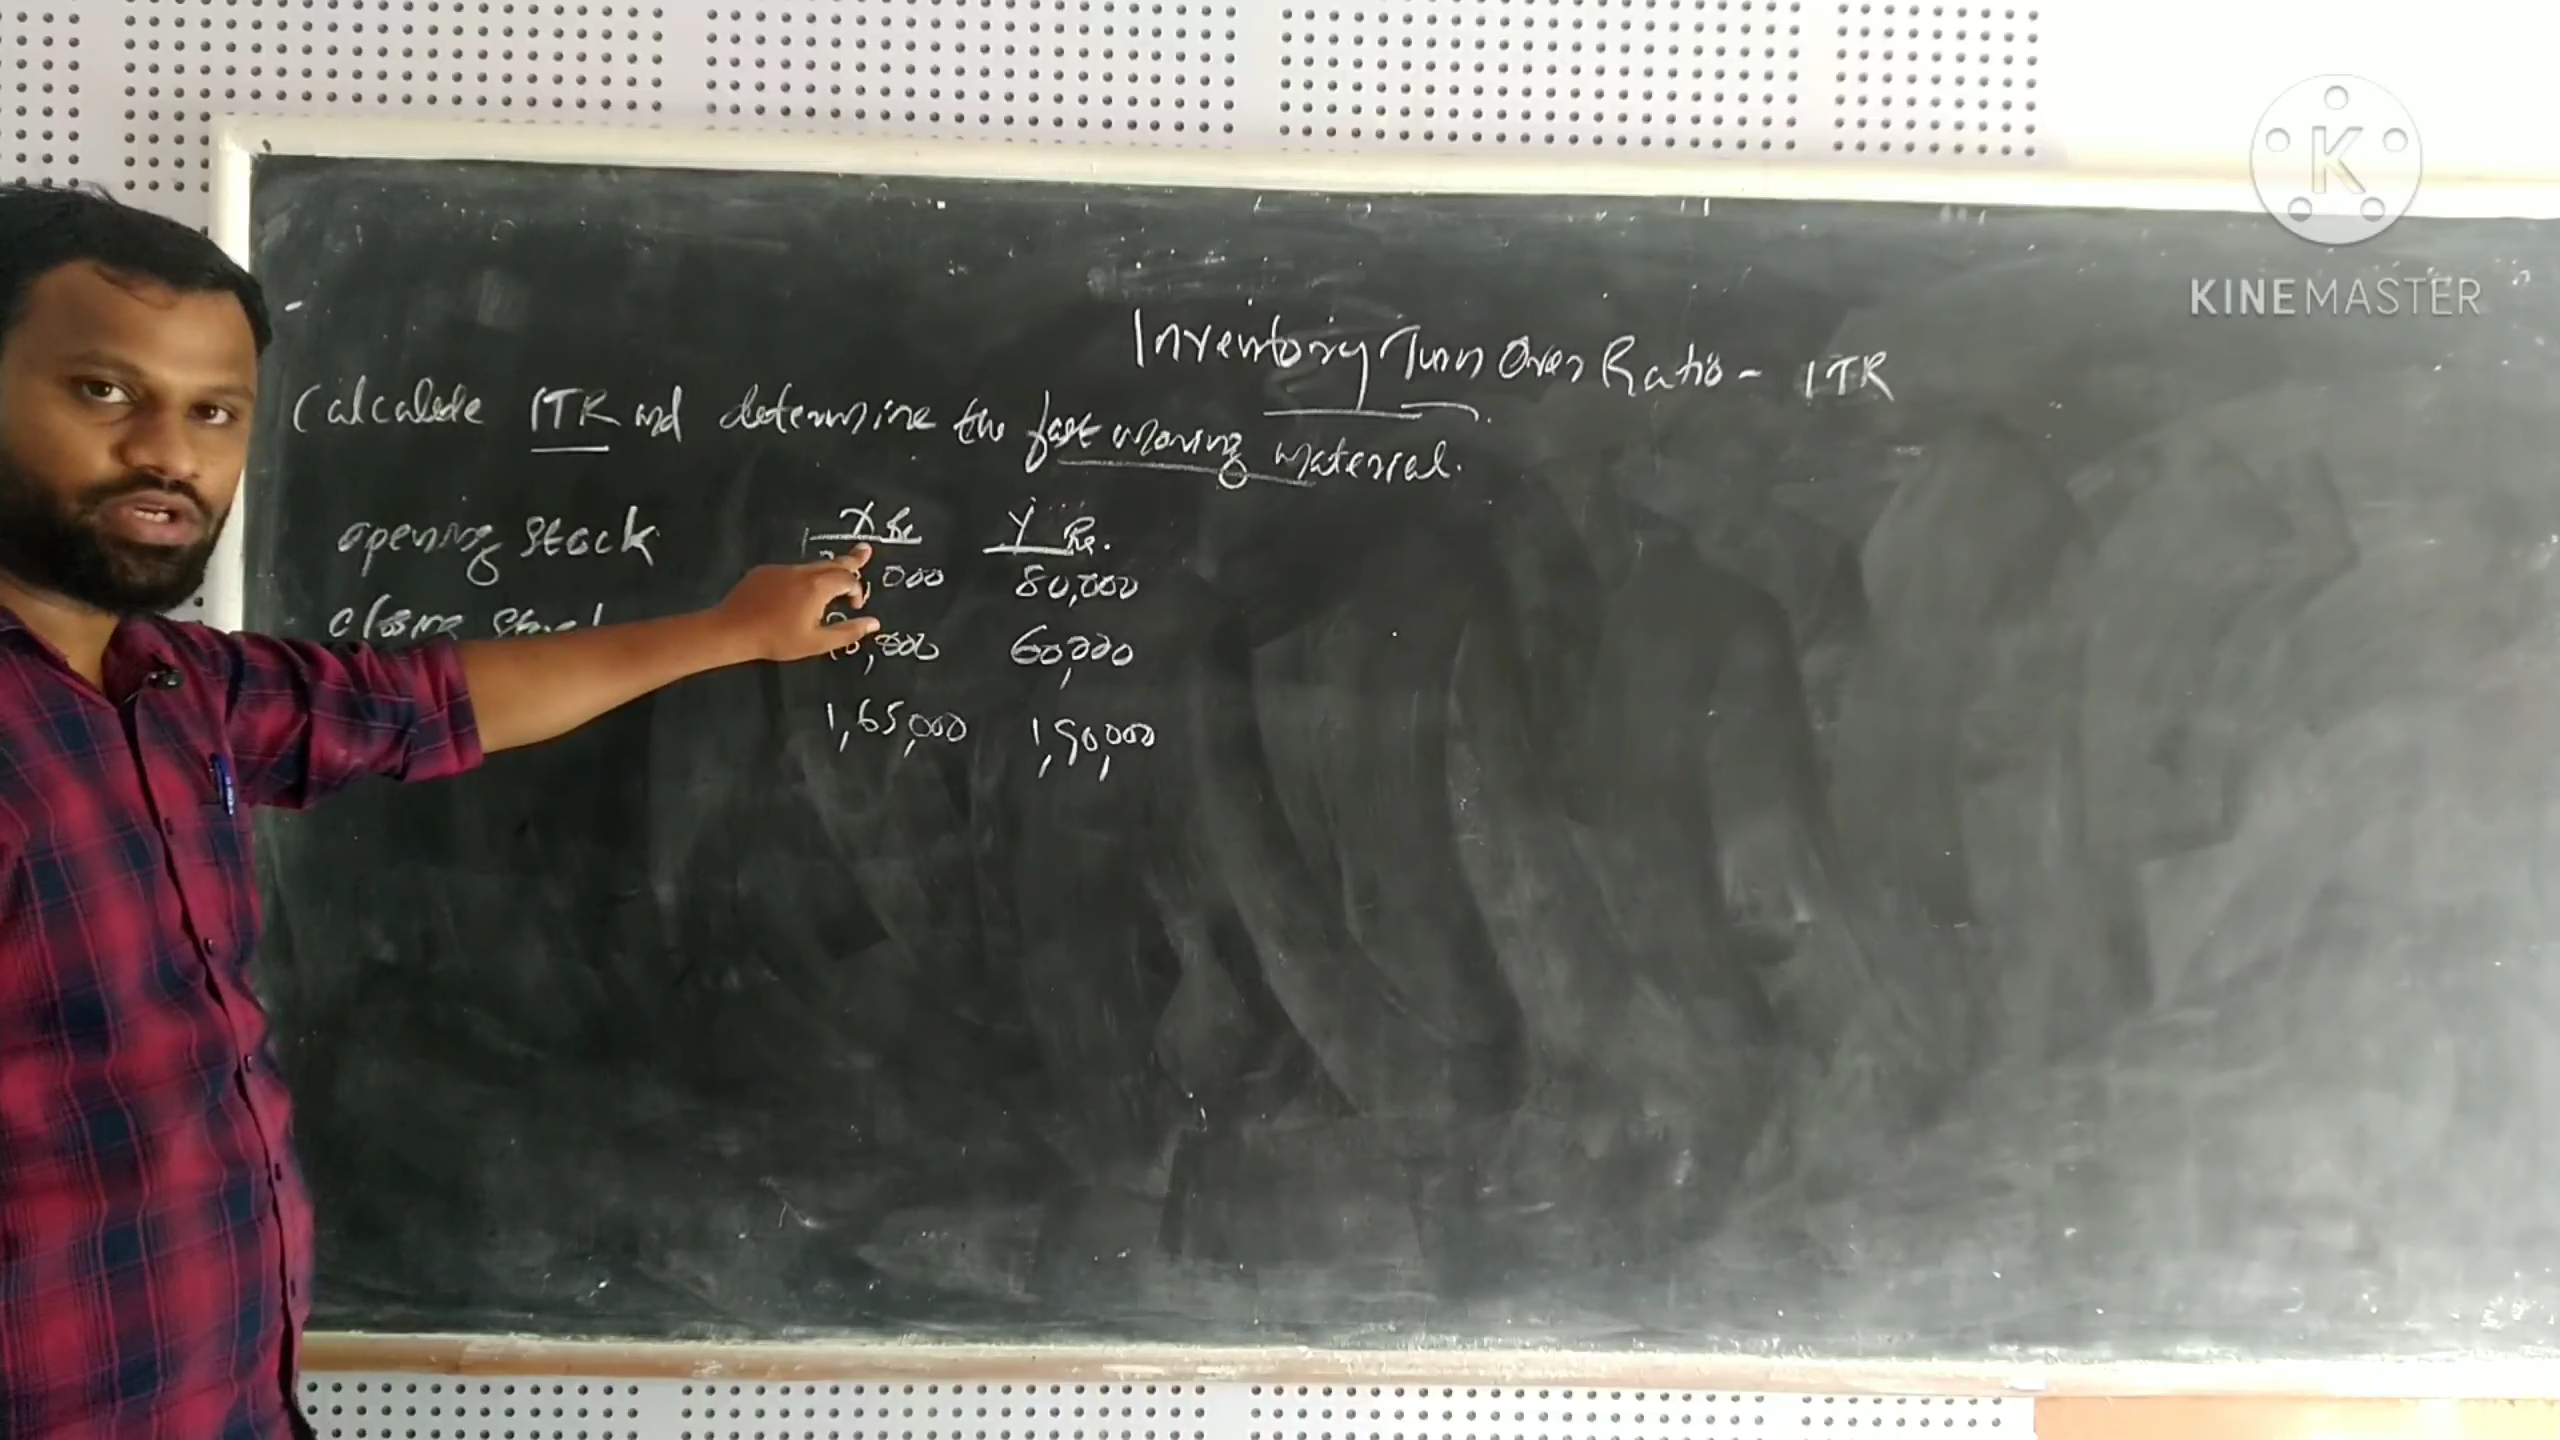 KINEMASTER
Inventory Turn Over Ratio - ITR
Calculate ITR and determine the fast moving material.
X Rs Y Rs.
opening stock ,000 80,000
closing 60,000
1,65,000 1,90,000